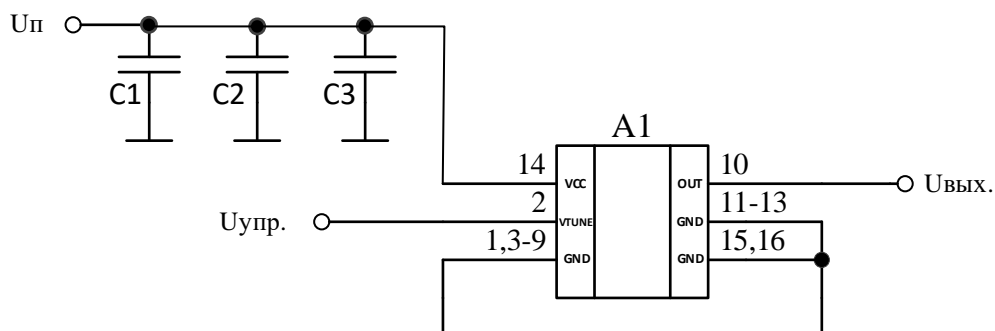 Uп
C1 C2 C3
A1
14 VCC OUT 10 Uвых.
Uупр. 2 VTUNE GND 11-13
1,3-9 GND GND 15,16